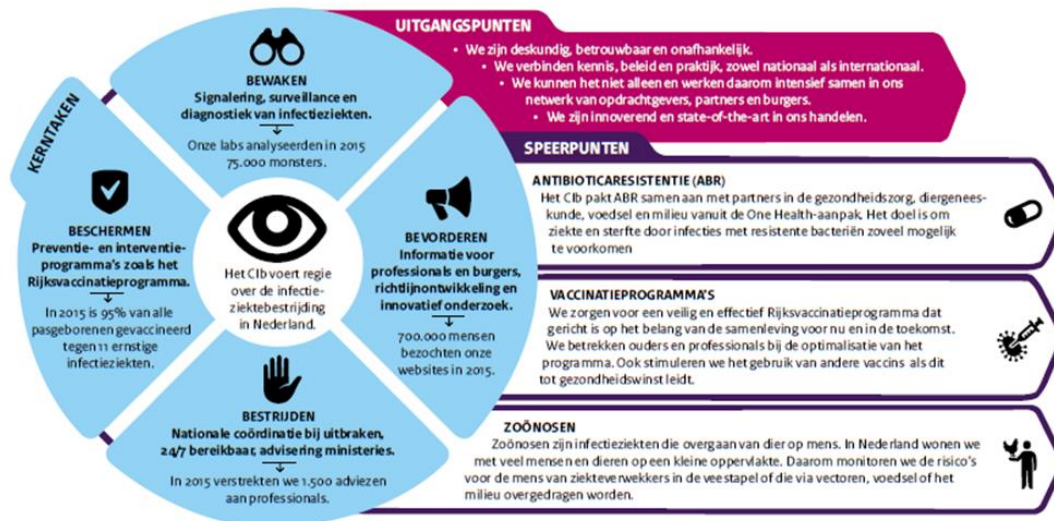 KERNTAKEN
BEWAKEN
Signalering, surveillance en
diagnostiek van infectieziekten.
Onze labs analyseerden in 2015
75.000 monsters.
BESCHERMEN
Preventie- en interventie-
programma's zoals het
Rijksvaccinatieprogramma.
In 2015 is 95% van alle
pasgeborenen gevaccineerd
tegen 11 ernstige
infectieziekten.
Het CIb voert regie
over de infectie-
ziektebestrijding
in Nederland.
BEVORDEREN
Informatie voor
professionals en burgers,
richtlijnontwikkeling en
innovatief onderzoek.
700.000 mensen
bezochten onze
websites in 2015.
BESTRIJDEN
Nationale coördinatie bij uitbraken,
24/7 bereikbaar, advisering ministeries.
In 2015 verstrekten we 1.500 adviezen
aan professionals.
UITGANGSPUNTEN
• We zijn deskundig, betrouwbaar en onafhankelijk.
• We verbinden kennis, beleid en praktijk, zowel nationaal als internationaal.
• We kunnen het niet alleen en werken daarom intensief samen in ons
netwerk van opdrachtgevers, partners en burgers.
• We zijn innoverend en state-of-the-art in ons handelen.
SPEERPUNTEN
ANTIBIOTICARESISTENTIE (ABR)
Het CIb pakt ABR samen aan met partners in de gezondheidszorg, diergenees-
kunde, voedsel en milieu vanuit de One Health-aanpak. Het doel is om
ziekte en sterfte door infecties met resistente bacteriën zoveel mogelijk
te voorkomen
VACCINATIEPROGRAMMA'S
We zorgen voor een veilig en effectief Rijksvaccinatieprogramma dat
gericht is op het belang van de samenleving voor nu en in de toekomst.
We betrekken ouders en professionals bij de optimalisatie van het
programma. Ook stimuleren we het gebruik van andere vaccins als dit
tot gezondheidswinst leidt.
ZOÖNOSEN
Zoönosen zijn infectieziekten die overgaan van dier op mens. In Nederland wonen we
met veel mensen en dieren op een kleine oppervlakte. Daarom monitoren we de risico's
voor de mens van ziekteverwekkers in de veestapel of die via vectoren, voedsel of het
milieu overgedragen worden.